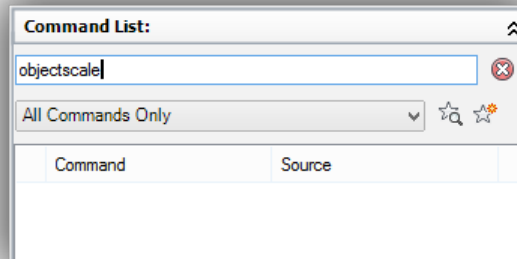 Command List:
objectscale
All Commands Only
Command Source